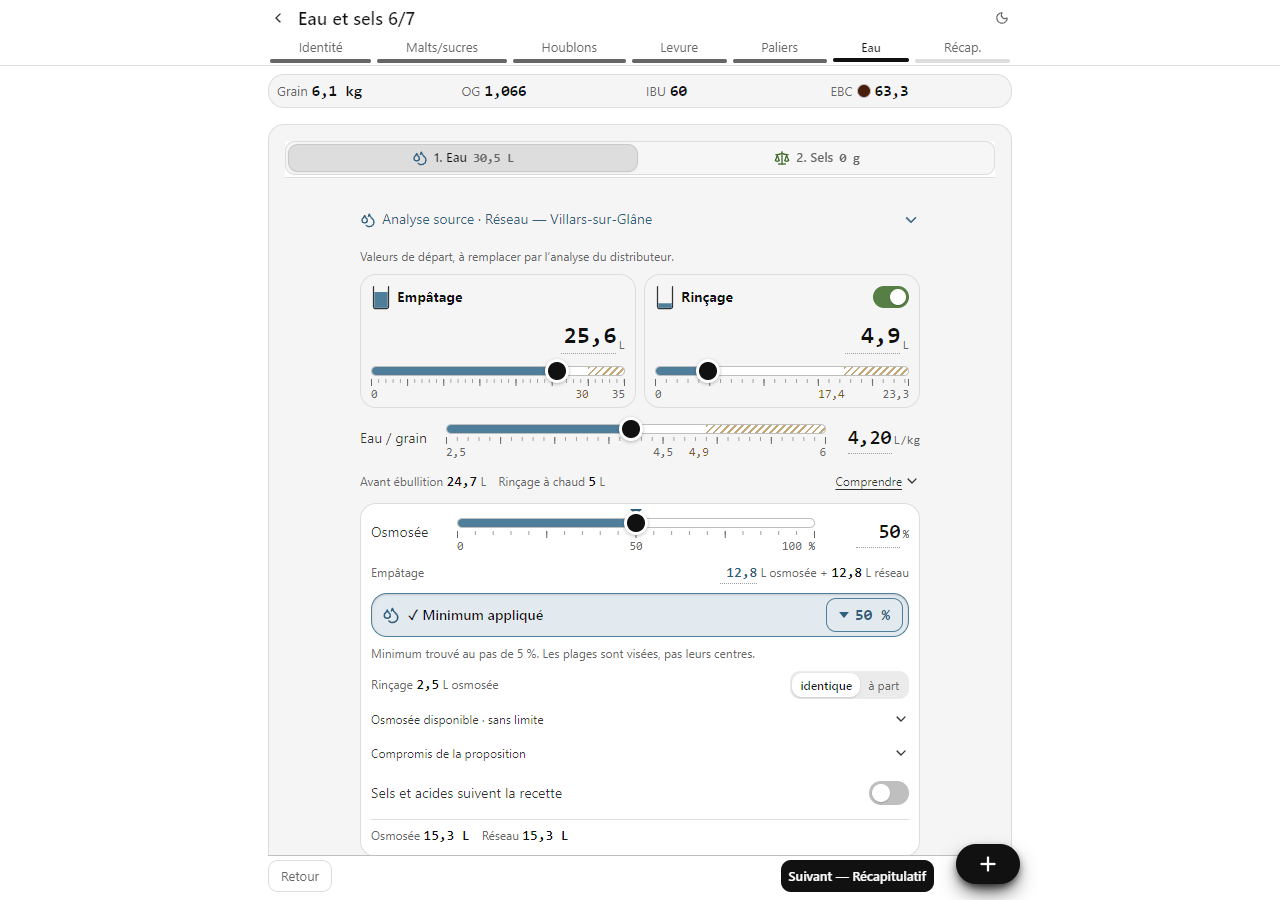 Eau et sels 6/7
Identité Malts/sucres Houblons Levure Paliers Eau Récap.
Grain 6,1 kg OG 1,066 IBU 60 EBC 63,3
1. Eau 30,5 L 2. Sels 0 g
Analyse source · Réseau — Villars-sur-Glâne
Valeurs de départ, à remplacer par l’analyse du distributeur.
Empâtage Rinçage
25,6 L 4,9 L
0 30 35 0 17,4 23,3
Eau / grain 4,20 L/kg
2,5 4,5 4,9 6
Avant ébullition 24,7 L Rinçage à chaud 5 L Comprendre
Osmosée 50 %
0 50 100 %
Empâtage 12,8 L osmosée + 12,8 L réseau
✓ Minimum appliqué 50 %
Minimum trouvé au pas de 5 %. Les plages sont visées, pas leurs centres.
Rinçage 2,5 L osmosée identique à part
Osmosée disponible · sans limite
Compromis de la proposition
Sels et acides suivent la recette
Osmosée 15,3 L Réseau 15,3 L
Retour Suivant — Récapitulatif +